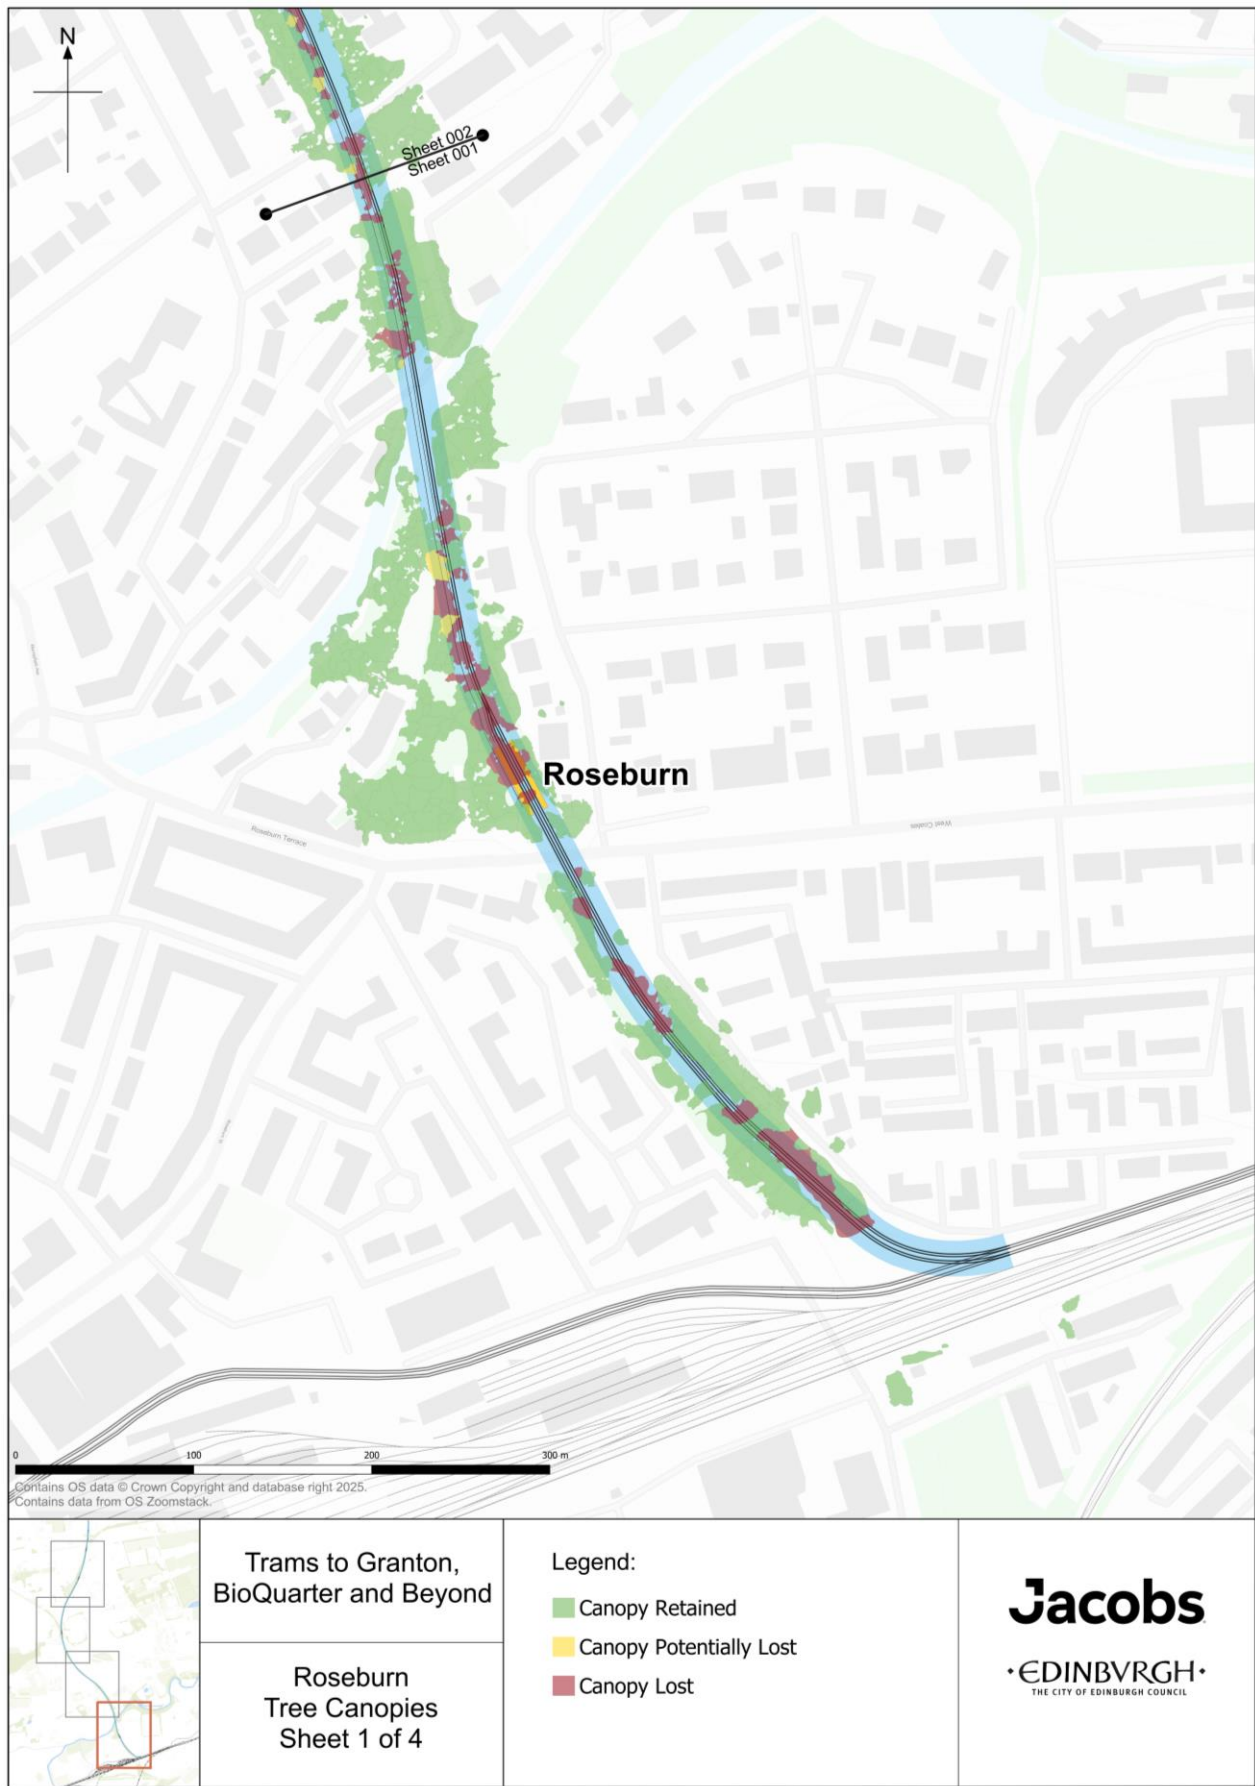 N
Sheet 002
Sheet 001
Roseburn
Roseburn Terrace
West Coates
0 100 200 300 m
Contains OS data © Crown Copyright and database right 2025.
Contains data from OS Zoomstack.
Trams to Granton,
BioQuarter and Beyond
Roseburn
Tree Canopies
Sheet 1 of 4
Legend:
Canopy Retained
Canopy Potentially Lost
Canopy Lost
Jacobs
•EDINBVRGH•
THE CITY OF EDINBURGH COUNCIL